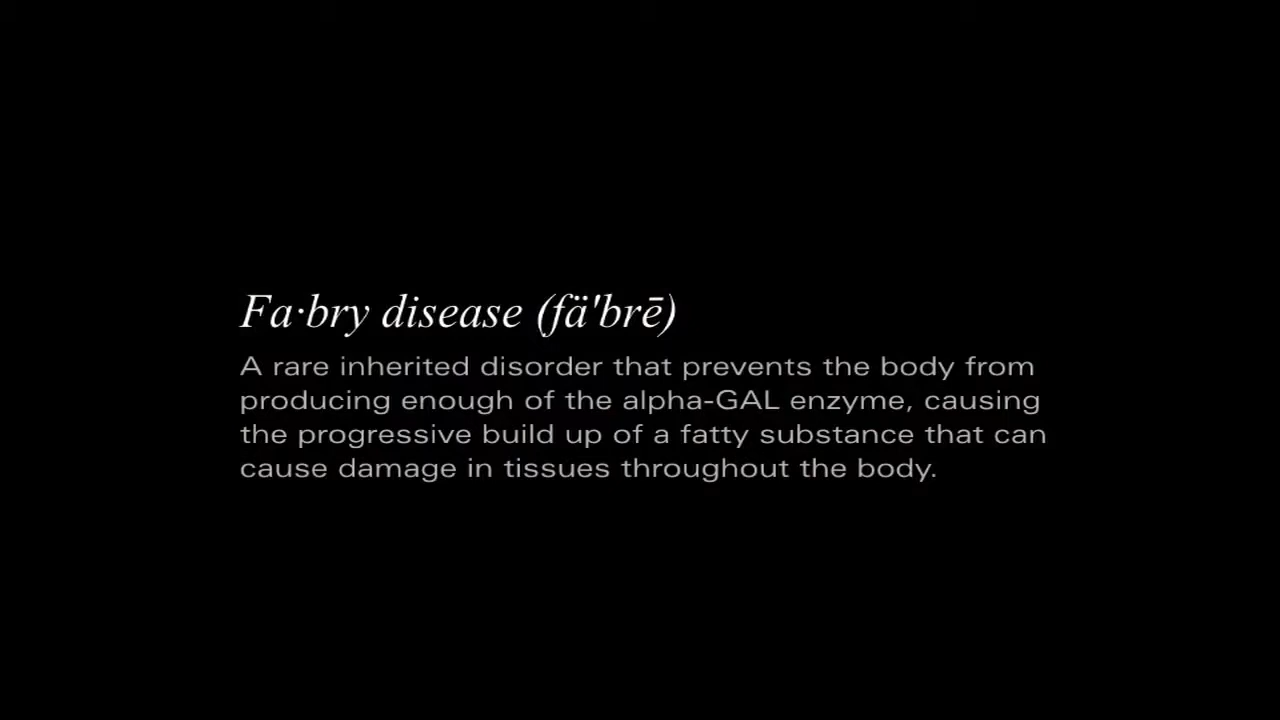 Fa·bry disease (fä'brē)
A rare inherited disorder that prevents the body from
producing enough of the alpha-GAL enzyme, causing
the progressive build up of a fatty substance that can
cause damage in tissues throughout the body.